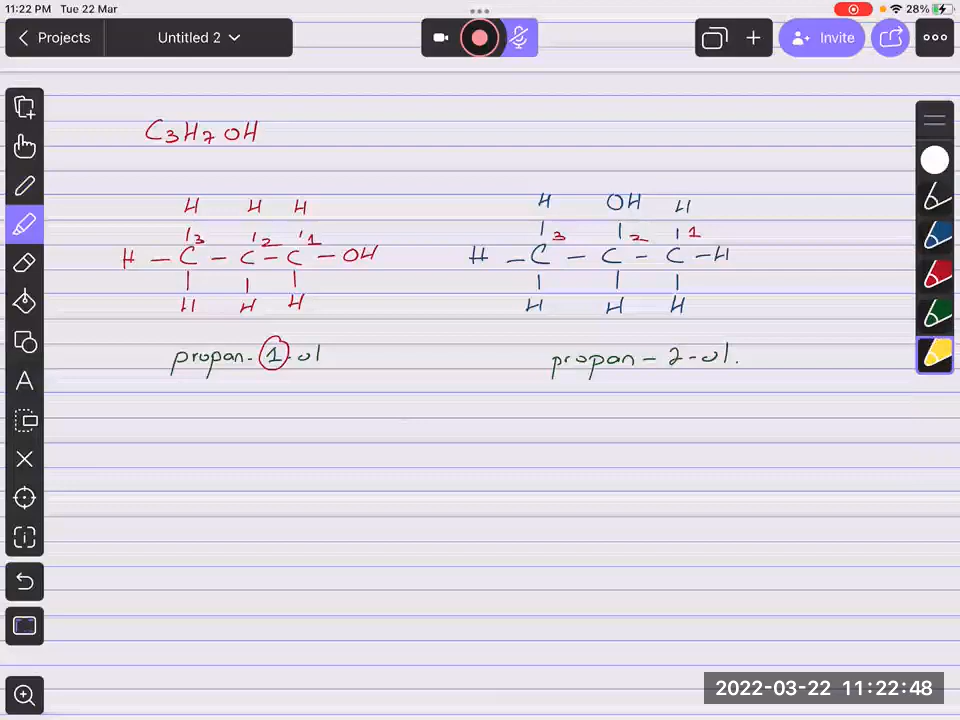 11:22 PM Tue 22 Mar 28%
Projects Untitled 2 Invite
C3H7OH
H H H H OH H
3 2 1 3 2 1
H – C – C – C – OH H – C – C – C – H
H H H H H H
propan-1-ol propan-2-ol.
A
2022-03-22 11:22:48